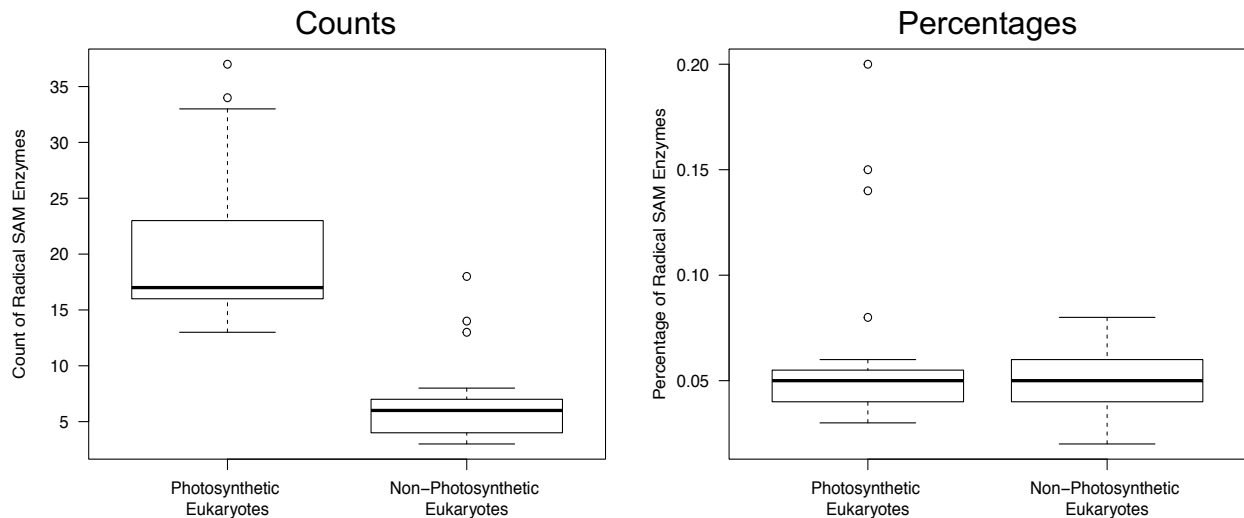 Counts
Count of Radical SAM Enzymes
35
30
25
20
15
10
5
Photosynthetic
Eukaryotes
Non−Photosynthetic
Eukaryotes
Percentages
Percentage of Radical SAM Enzymes
0.20
0.15
0.10
0.05
Photosynthetic
Eukaryotes
Non−Photosynthetic
Eukaryotes